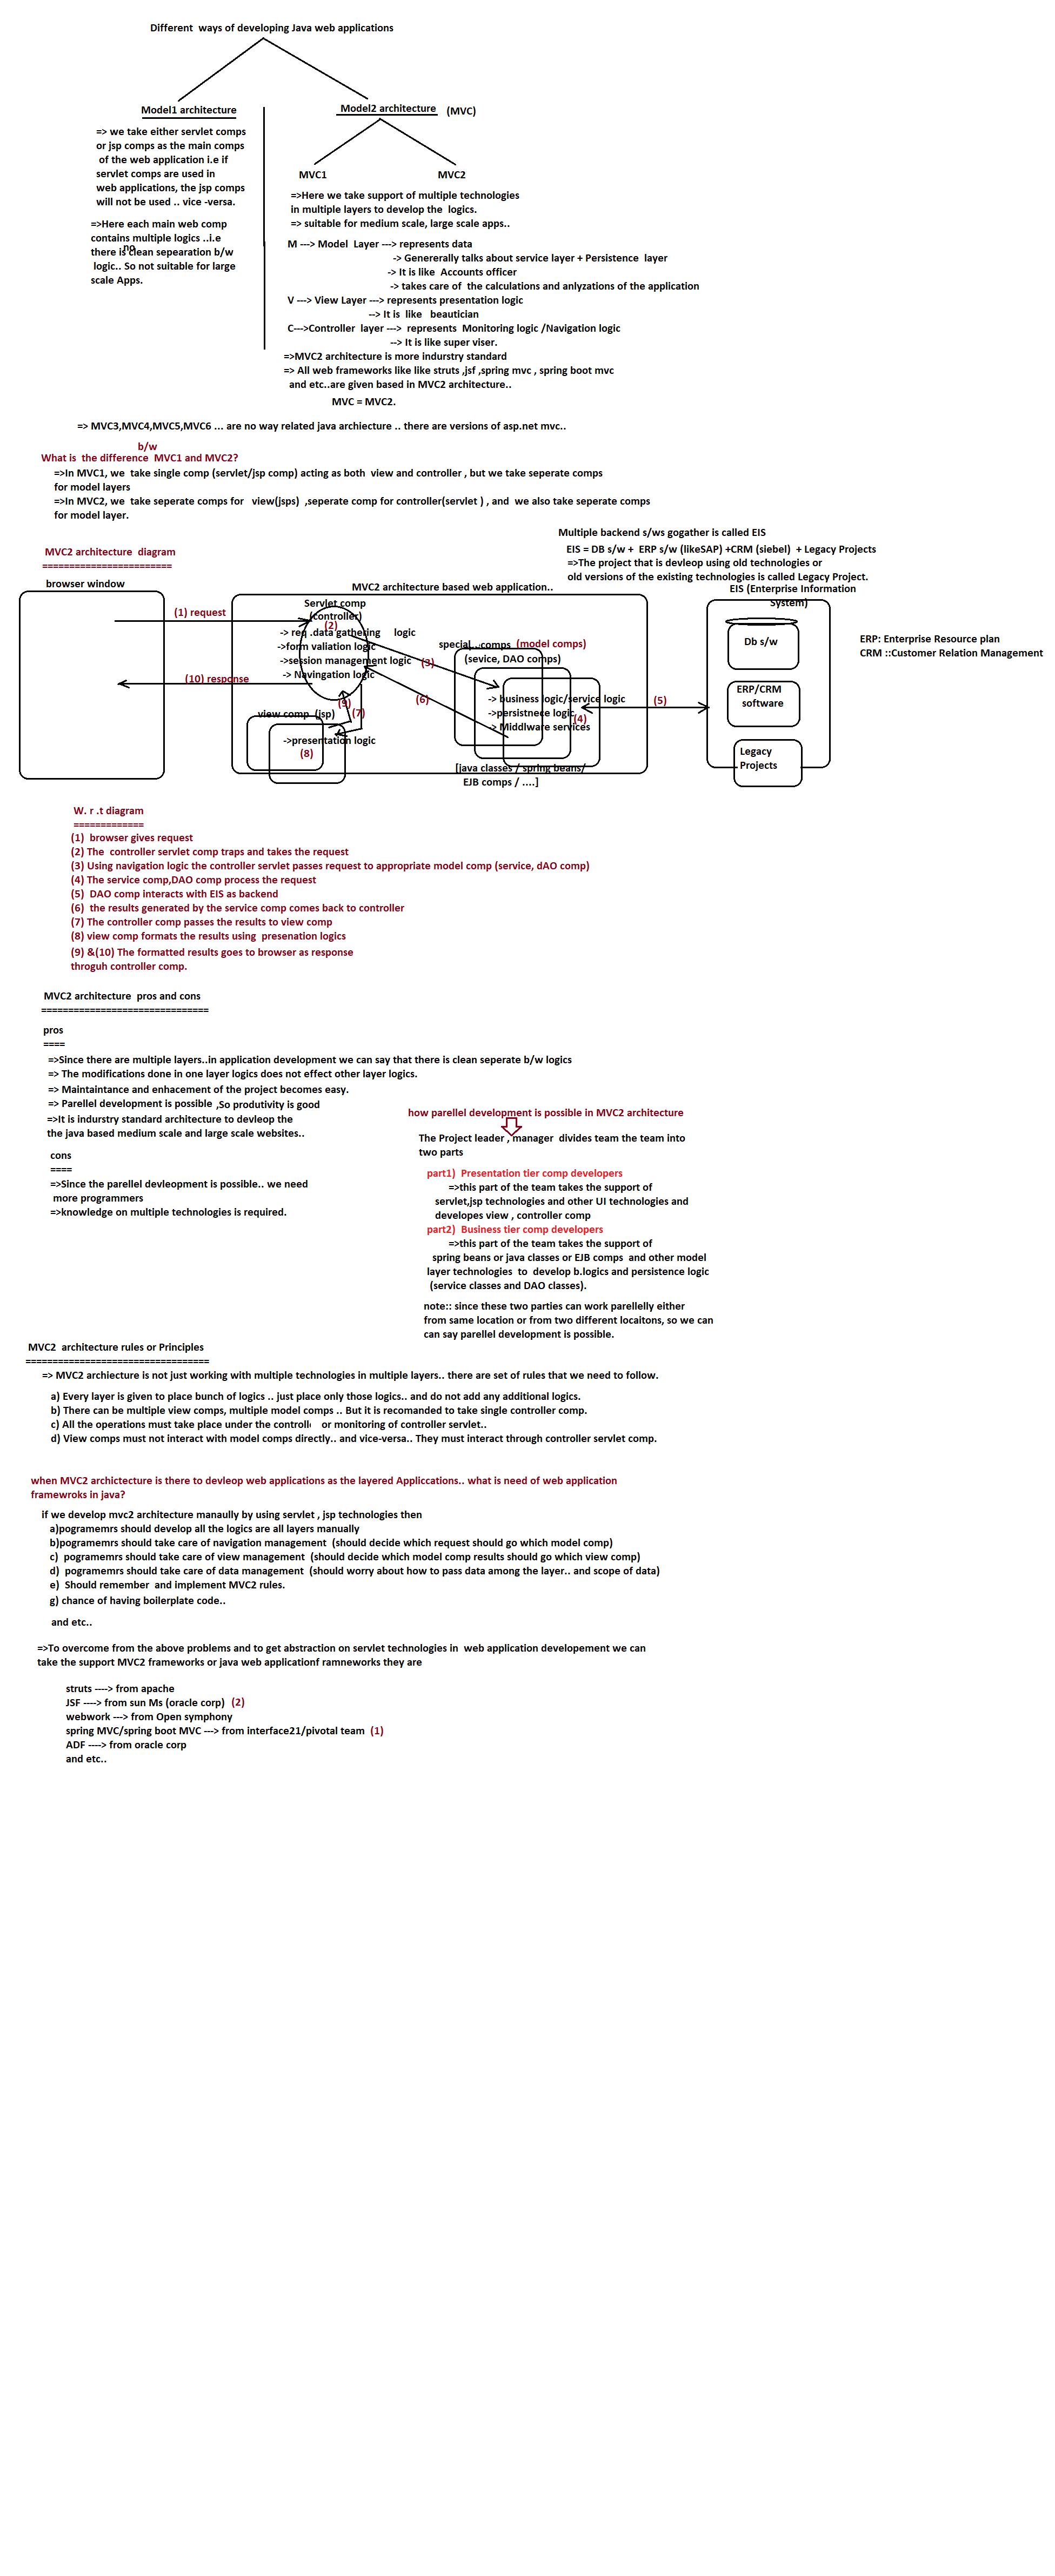 Different  ways of developing Java web applications
Model1 architecture
Model2 architecture   (MVC)
=> we take either servlet comps
or jsp comps as the main comps
of the web application i.e if
servlet comps are used in
web applications, the jsp comps
will not be used .. vice -versa.
=>Here each main web comp
contains multiple logics ..i.e
no
there is clean sepearation b/w
logic.. So not suitable for large
scale Apps.
MVC1
MVC2
=>Here we take support of multiple technologies
in multiple layers to develop the  logics.
=> suitable for medium scale, large scale apps..
M ---> Model  Layer ---> represents data
-> Genererally talks about service layer + Persistence  layer
-> It is like  Accounts officer
-> takes care of  the calculations and anlyzations of the application
V ---> View Layer ---> represents presentation logic
--> It is  like   beautician
C--->Controller  layer --->  represents  Monitoring logic /Navigation logic
--> It is like super viser.
=>MVC2 architecture is more indurstry standard
=> All web frameworks like like struts ,jsf ,spring mvc , spring boot mvc
and etc..are given based in MVC2 architecture..
MVC = MVC2.
=> MVC3,MVC4,MVC5,MVC6 ... are no way related java archiecture .. there are versions of asp.net mvc..
b/w
What is  the difference  MVC1 and MVC2?
=>In MVC1, we  take single comp (servlet/jsp comp) acting as both  view and controller , but we take seperate comps
for model layers
=>In MVC2, we  take seperate comps for   view(jsps)  ,seperate comp for controller(servlet ) , and  we also take seperate comps
for model layer.
Multiple backend s/ws gogather is called EIS
EIS = DB s/w +  ERP s/w (likeSAP) +CRM (siebel)  + Legacy Projects
=>The project that is devleop using old technologies or
old versions of the existing technologies is called Legacy Project.
MVC2 architecture  diagram
========================
browser window
MVC2 architecture based web application..
EIS (Enterprise Information
System)
Servlet comp
(controller)
(1) request
(2)
-> req .data gathering     logic
->form valiation logic
->session management logic
-> Navingation logic
(3)
special...comps  (model comps)
(sevice, DAO comps)
Db s/w
ERP: Enterprise Resource plan
CRM ::Customer Relation Management
(10) response
(6)
-> business logic/service logic
->persistnece logic
-> Middlware services
(4)
(5)
ERP/CRM
software
(9)
(7)
view comp  (jsp)
->presentation logic
(8)
Legacy
Projects
[java classes / spring beans/
EJB comps / ....]
W. r .t diagram
=============
(1)  browser gives request
(2) The  controller servlet comp traps and takes the request
(3) Using navigation logic the controller servlet passes request to appropriate model comp (service, dAO comp)
(4) The service comp,DAO comp process the request
(5)  DAO comp interacts with EIS as backend
(6)  the results generated by the service comp comes back to controller
(7) The controller comp passes the results to view comp
(8) view comp formats the results using  presenation logics
(9) &(10) The formatted results goes to browser as response
throguh controller comp.
MVC2 architecture  pros and cons
===============================
pros
====
=>Since there are multiple layers..in application development we can say that there is clean seperate b/w logics
=> The modifications done in one layer logics does not effect other layer logics.
=> Maintaintance and enhacement of the project becomes easy.
=> Parellel development is possible ,So produtivity is good
=>It is indurstry standard architecture to devleop the
the java based medium scale and large scale websites..
cons
====
=>Since the parellel devleopment is possible.. we need
more programmers
=>knowledge on multiple technologies is required.
how parellel development is possible in MVC2 architecture
The Project leader , manager  divides team the team into
two parts
part1)  Presentation tier comp developers
=>this part of the team takes the support of
servlet,jsp technologies and other UI technologies and
developes view , controller comp
part2)  Business tier comp developers
=>this part of the team takes the support of
spring beans or java classes or EJB comps  and other model
layer technologies  to  develop b.logics and persistence logic
(service classes and DAO classes).
note:: since these two parties can work parellelly either
from same location or from two different locaitons, so we can
can say parellel development is possible.
MVC2  architecture rules or Principles
==================================
=> MVC2 archiecture is not just working with multiple technologies in multiple layers.. there are set of rules that we need to follow.
a) Every layer is given to place bunch of logics .. just place only those logics.. and do not add any additional logics.
b) There can be multiple view comps, multiple model comps .. But it is recomanded to take single controller comp.
c) All the operations must take place under the controll   or monitoring of controller servlet..
d) View comps must not interact with model comps directly.. and vice-versa.. They must interact through controller servlet comp.
when MVC2 archictecture is there to devleop web applications as the layered Appliccations.. what is need of web application
framewroks in java?
if we develop mvc2 architecture manaully by using servlet , jsp technologies then
a)pogramemrs should develop all the logics are all layers manually
b)pogramemrs should take care of navigation management  (should decide which request should go which model comp)
c)  pogramemrs should take care of view management  (should decide which model comp results should go which view comp)
d)  pogramemrs should take care of data management  (should worry about how to pass data among the layer.. and scope of data)
e)  Should remember  and implement MVC2 rules.
g) chance of having boilerplate code..
and etc..
=>To overcome from the above problems and to get abstraction on servlet technologies in  web application developement we can
take the support MVC2 frameworks or java web applicationf ramneworks they are
struts ----> from apache
JSF ----> from sun Ms (oracle corp)  (2)
webwork ---> from Open symphony
spring MVC/spring boot MVC ---> from interface21/pivotal team  (1)
ADF ----> from oracle corp
and etc..